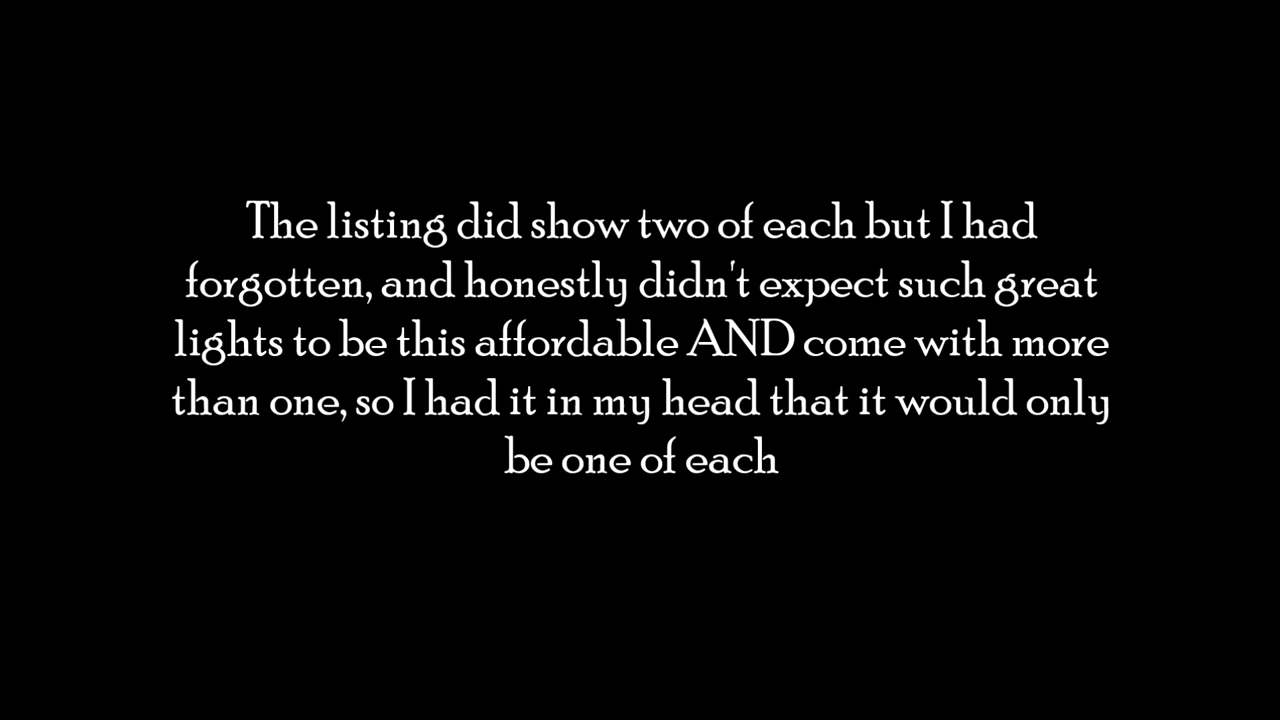 The listing did show two of each but I had
forgotten, and honestly didn't expect such great
lights to be this affordable AND come with more
than one, so I had it in my head that it would only
be one of each